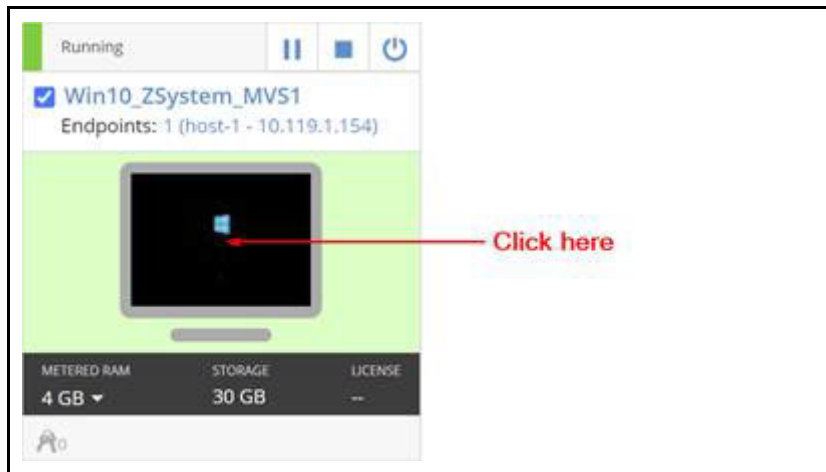 Running
Win10_ZSystem_MVS1
Endpoints: 1 (host-1 - 10.119.1.154)
Click here
METERED RAM STORAGE LICENSE
4 GB 30 GB --
0